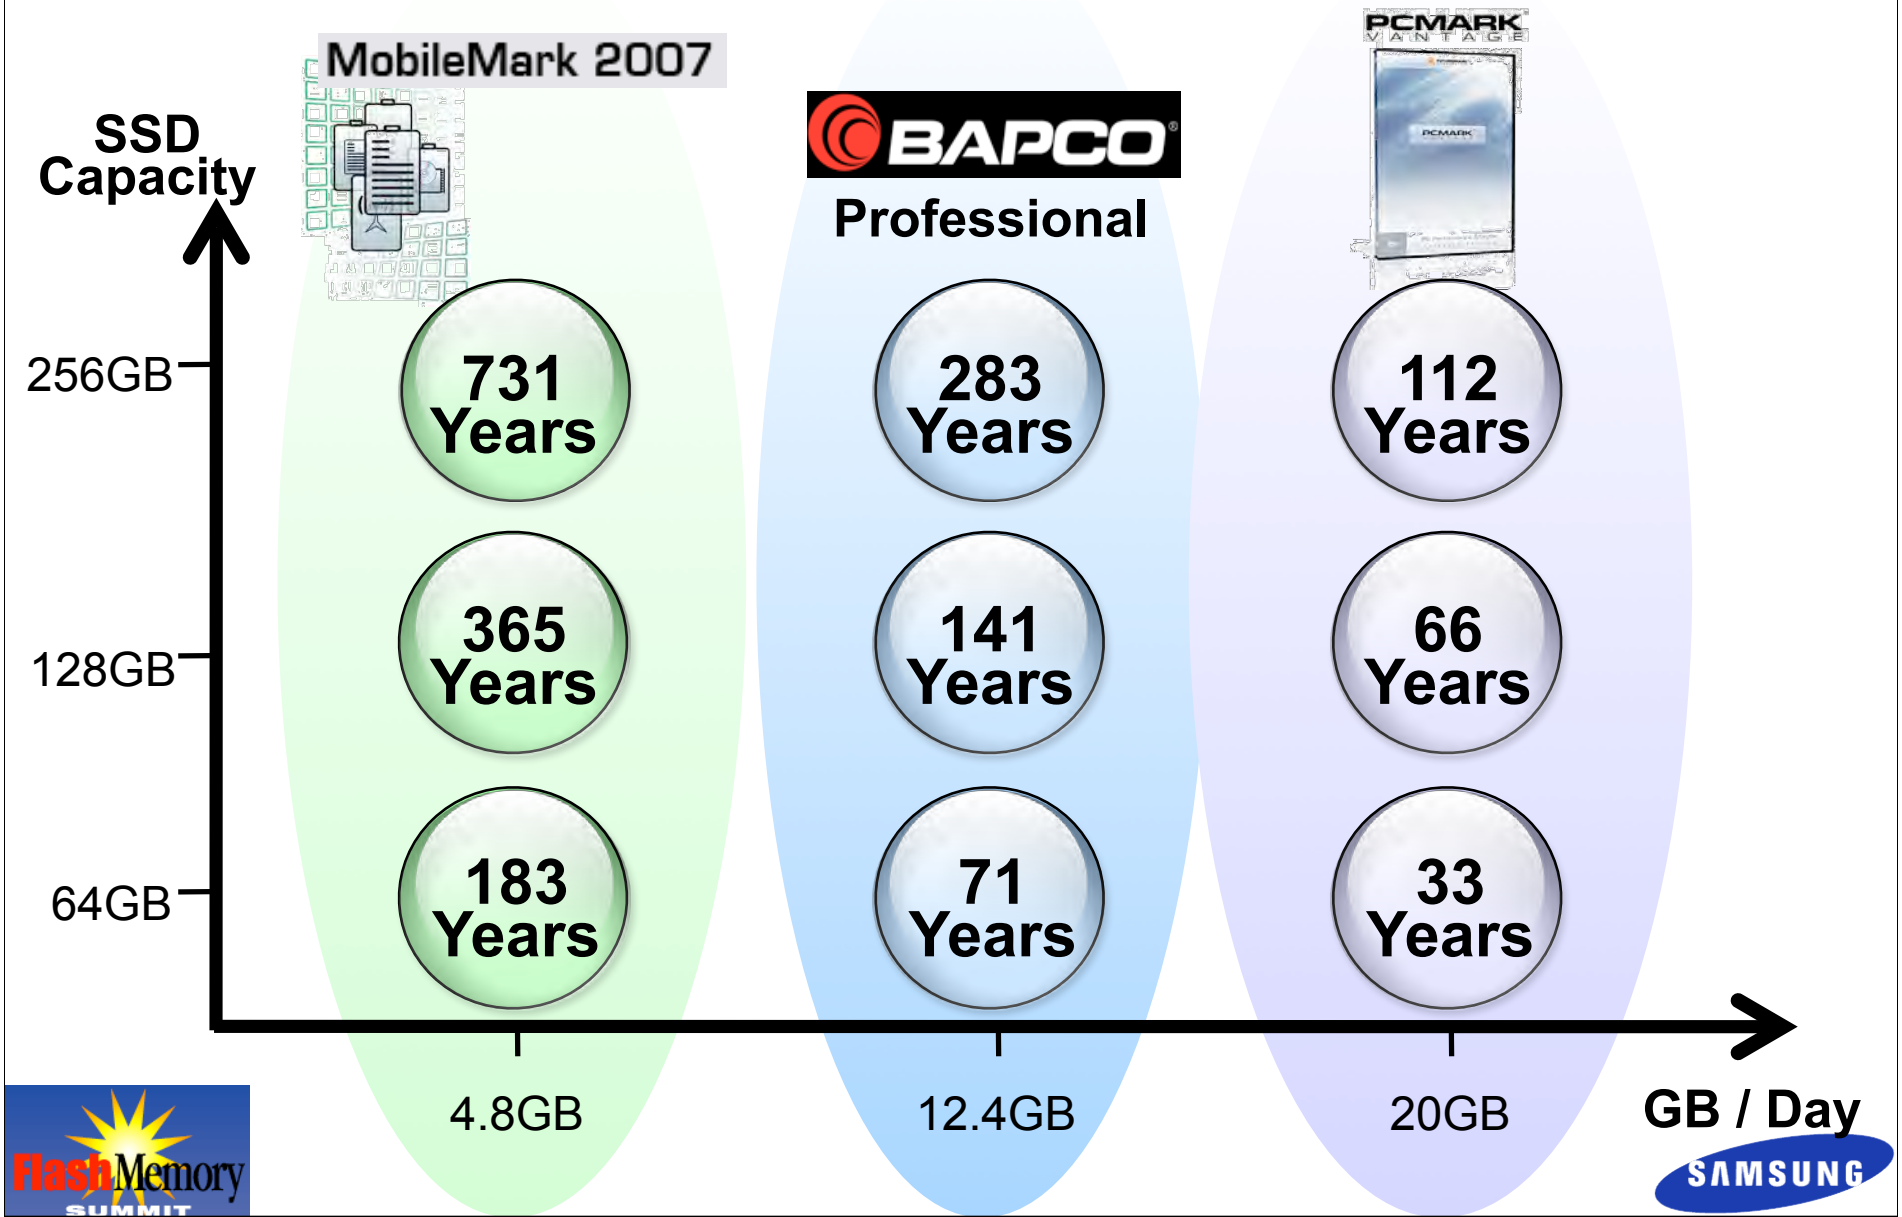 MobileMark 2007
PCMARK
VANTAGE
PCMARK
SSD
Capacity
BAPCO®
Professional
256GB
731
Years
283
Years
112
Years
128GB
365
Years
141
Years
66
Years
64GB
183
Years
71
Years
33
Years
4.8GB
12.4GB
20GB
GB / Day
FlashMemory
SUMMIT
SAMSUNG